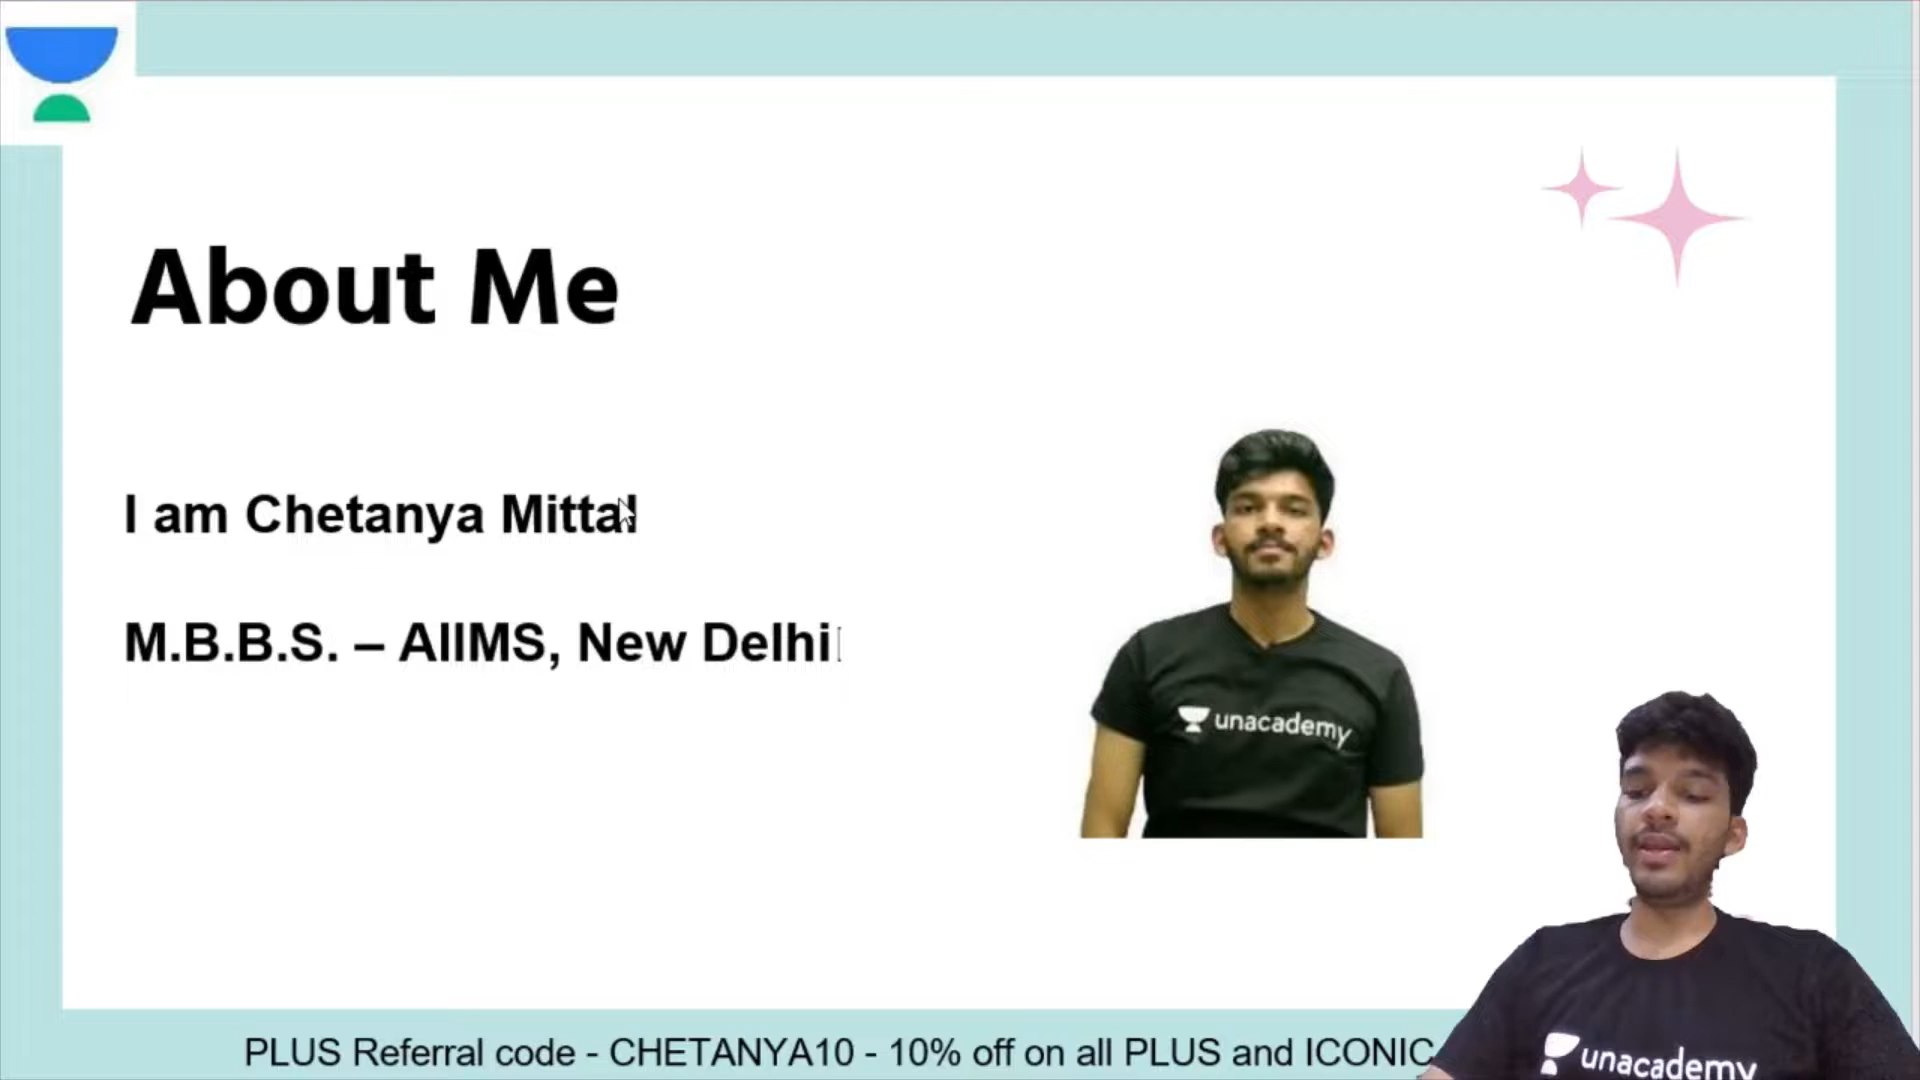 About Me
I am Chetanya Mittal
M.B.B.S. – AIIMS, New Delhi
unacademy
unacademy
PLUS Referral code - CHETANYA10 - 10% off on all PLUS and ICONIC